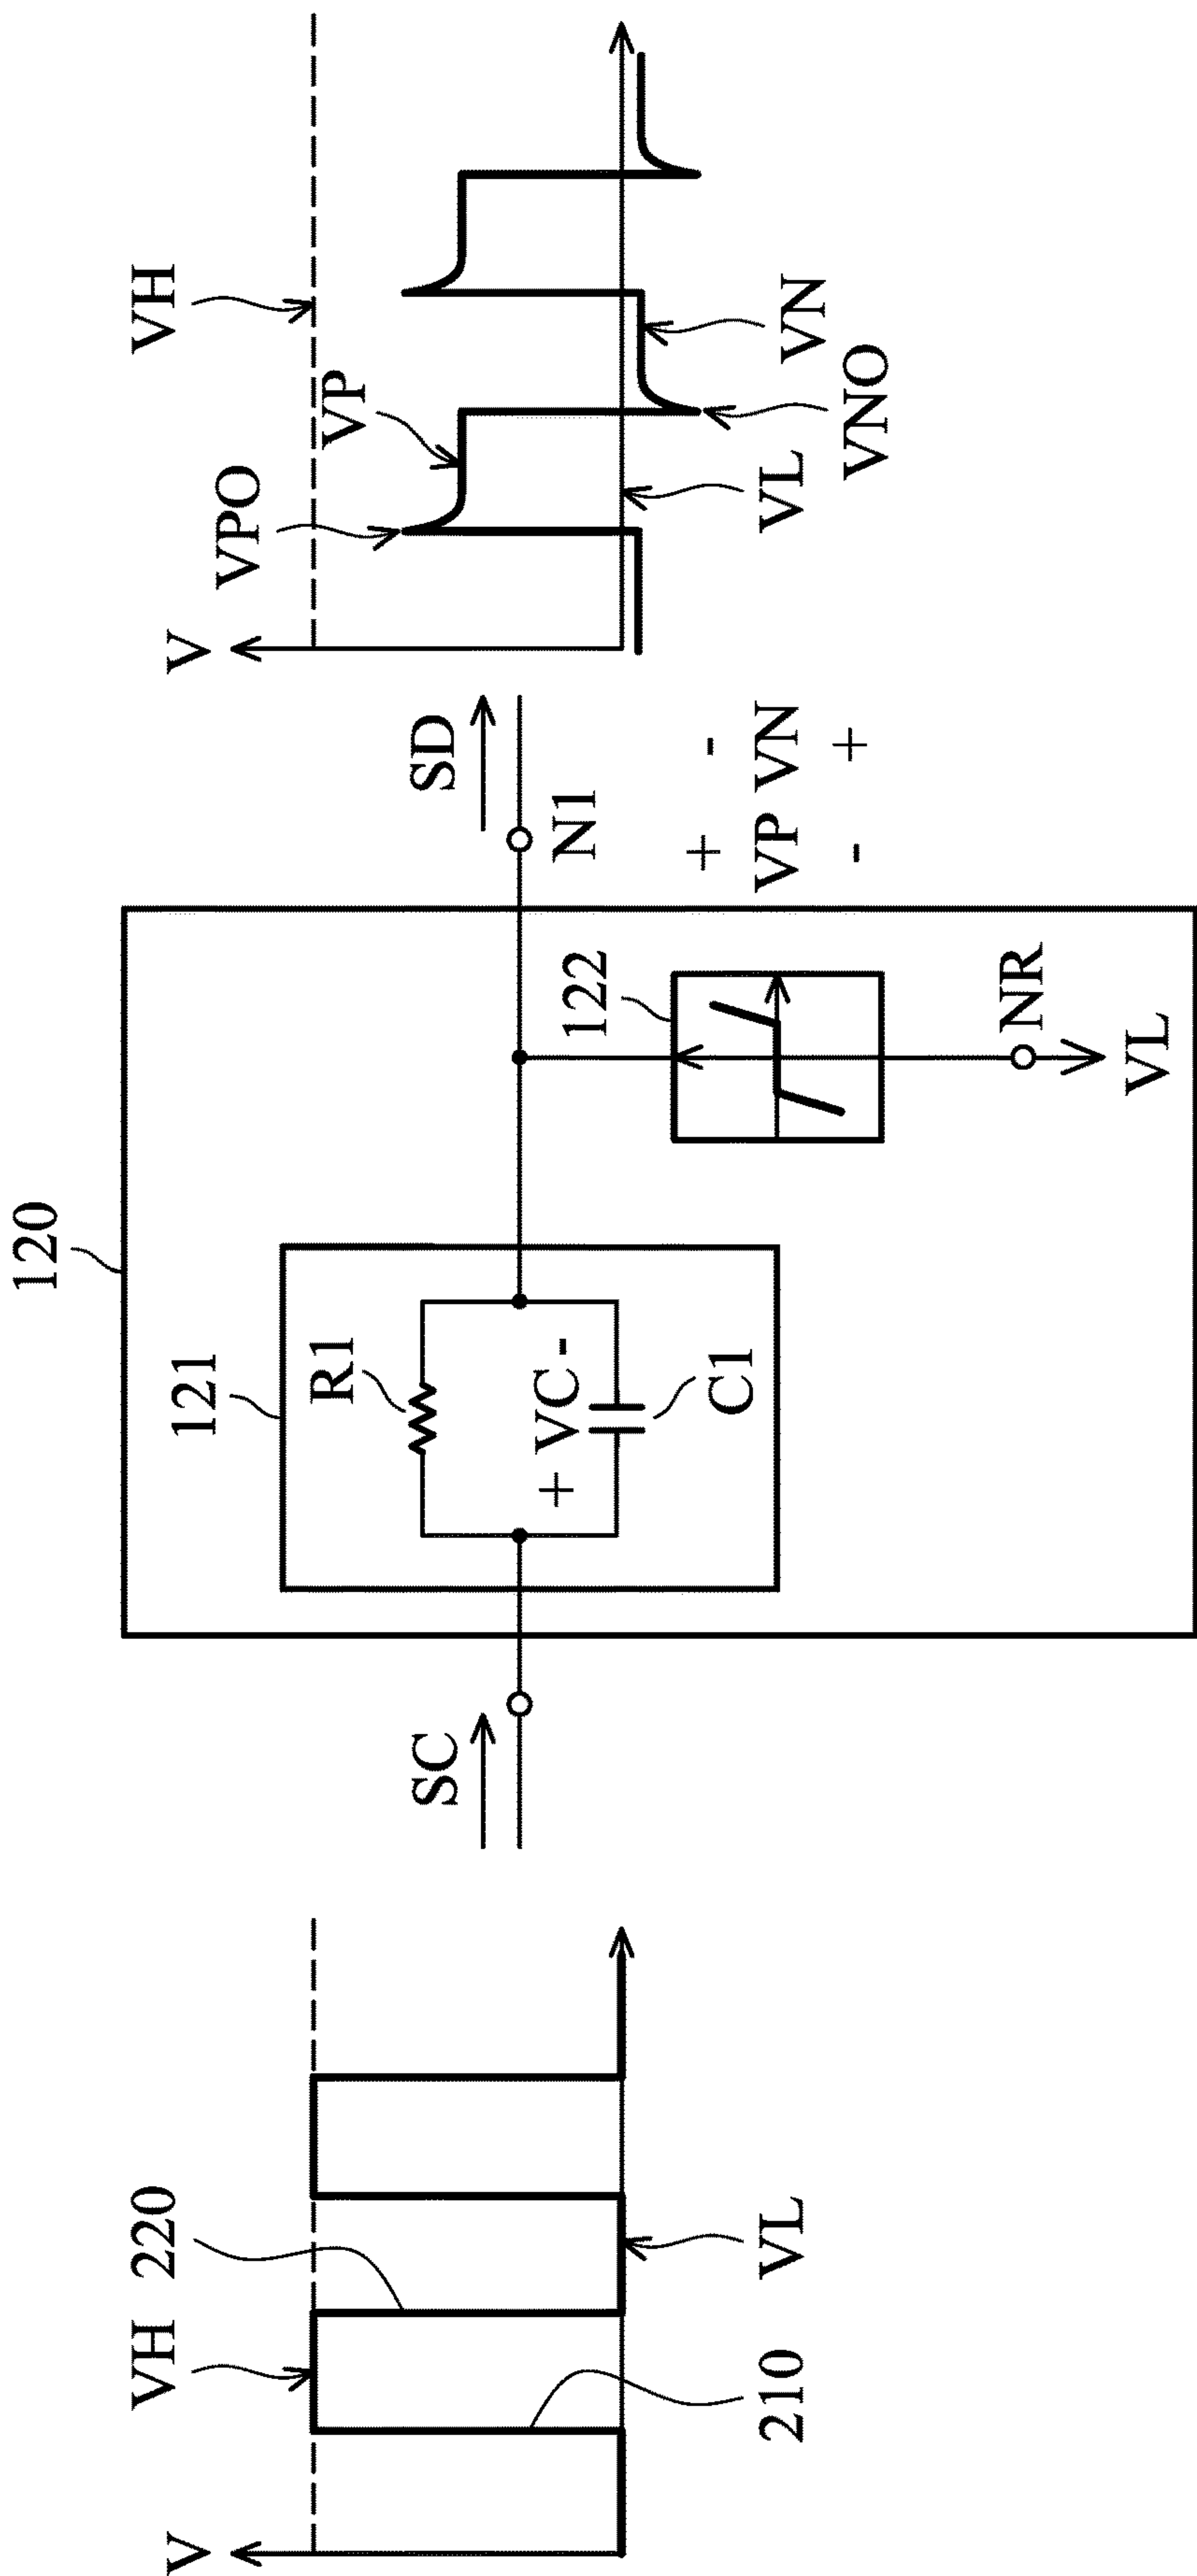 V
VH
220
210
VL
SC
120
121
R1
+ VC -
C1
122
NR
VL
SD
N1
+ -
VP VN
- +
V
VPO
VP
VH
VL
VNO
VN